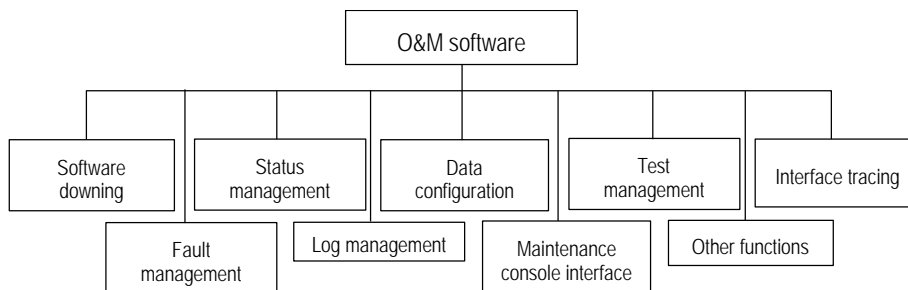 O&M software
Software
downing
Status
management
Data
configuration
Test
management
Interface tracing
Fault
management
Log management
Maintenance
console interface
Other functions